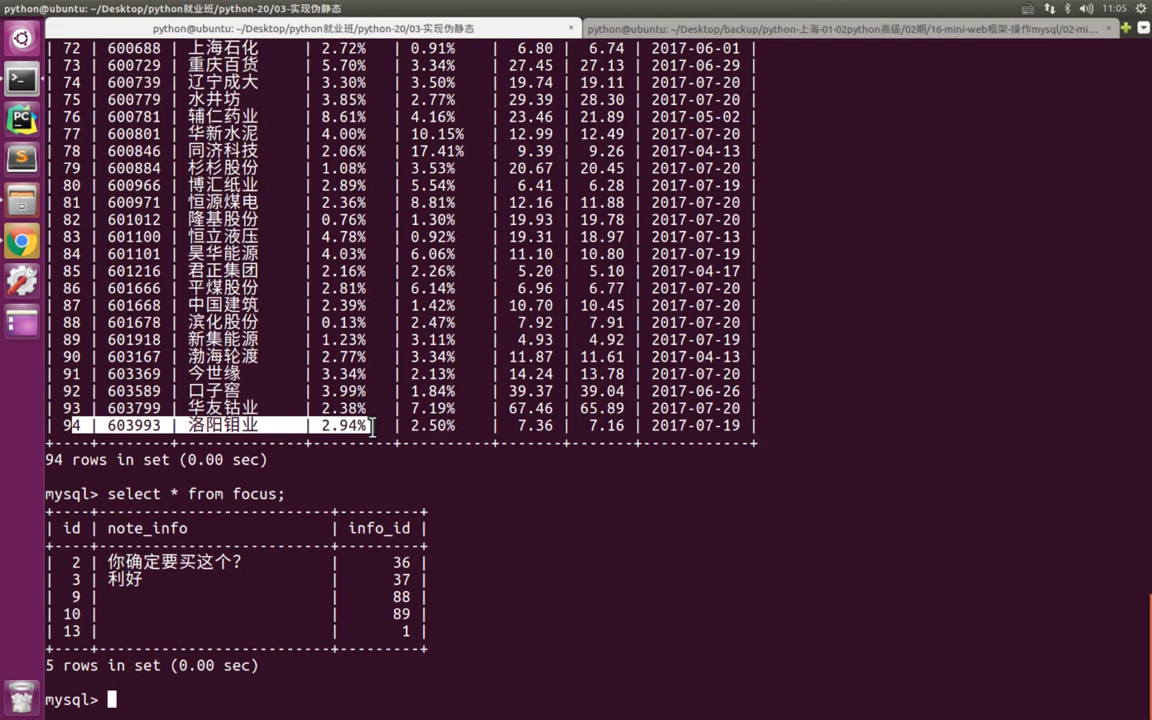 python@ubuntu: ~/Desktop/python就业班/python-20/03-实现伪静态
11:05
python@ubuntu: ~/Desktop/python就业班/python-20/03-实现伪静态 ×
python@ubuntu: ~/Desktop/backup/python-上海-01-02python高级/02期/16-mini-web框架-操作mysql/02-mi... ×
| 72 | 600688 | 上海石化 | 2.72% | 0.91% | 6.80 | 6.74 | 2017-06-01 |
| 73 | 600729 | 重庆百货 | 5.70% | 3.34% | 27.45 | 27.13 | 2017-06-29 |
| 74 | 600739 | 辽宁成大 | 3.30% | 3.50% | 19.74 | 19.11 | 2017-07-20 |
| 75 | 600779 | 水井坊 | 3.85% | 2.77% | 29.39 | 28.30 | 2017-07-20 |
| 76 | 600781 | 辅仁药业 | 8.61% | 4.16% | 23.46 | 21.89 | 2017-05-02 |
| 77 | 600801 | 华新水泥 | 4.00% | 10.15% | 12.99 | 12.49 | 2017-07-20 |
| 78 | 600846 | 同济科技 | 2.06% | 17.41% | 9.39 | 9.26 | 2017-04-13 |
| 79 | 600884 | 杉杉股份 | 1.08% | 3.53% | 20.67 | 20.45 | 2017-07-20 |
| 80 | 600966 | 博汇纸业 | 2.89% | 5.54% | 6.41 | 6.28 | 2017-07-19 |
| 81 | 600971 | 恒源煤电 | 2.36% | 8.81% | 12.16 | 11.88 | 2017-07-20 |
| 82 | 601012 | 隆基股份 | 0.76% | 1.30% | 19.93 | 19.78 | 2017-07-20 |
| 83 | 601100 | 恒立液压 | 4.78% | 0.92% | 19.31 | 18.97 | 2017-07-13 |
| 84 | 601101 | 昊华能源 | 4.03% | 6.06% | 11.10 | 10.80 | 2017-07-19 |
| 85 | 601216 | 君正集团 | 2.16% | 2.26% | 5.20 | 5.10 | 2017-04-17 |
| 86 | 601666 | 平煤股份 | 2.81% | 6.14% | 6.96 | 6.77 | 2017-07-20 |
| 87 | 601668 | 中国建筑 | 2.39% | 1.42% | 10.70 | 10.45 | 2017-07-20 |
| 88 | 601678 | 滨化股份 | 0.13% | 2.47% | 7.92 | 7.91 | 2017-07-20 |
| 89 | 601918 | 新集能源 | 1.23% | 3.11% | 4.93 | 4.92 | 2017-07-19 |
| 90 | 603167 | 渤海轮渡 | 2.77% | 3.34% | 11.87 | 11.61 | 2017-04-13 |
| 91 | 603369 | 今世缘 | 3.34% | 2.13% | 14.24 | 13.78 | 2017-07-20 |
| 92 | 603589 | 口子窖 | 3.99% | 1.84% | 39.37 | 39.04 | 2017-06-26 |
| 93 | 603799 | 华友钴业 | 2.38% | 7.19% | 67.46 | 65.89 | 2017-07-20 |
| 94 | 603993 | 洛阳钼业 | 2.94% | 2.50% | 7.36 | 7.16 | 2017-07-19 |
+----+--------+-----------+---------+----------+-------+-------+------------+
94 rows in set (0.00 sec)
mysql> select * from focus;
+----+--------------------------+---------+
| id | note_info | info_id |
+----+--------------------------+---------+
| 2 | 你确定要买这个? | 36 |
| 3 | 利好 | 37 |
| 9 | | 88 |
| 10 | | 89 |
| 13 | | 1 |
+----+--------------------------+---------+
5 rows in set (0.00 sec)
mysql>